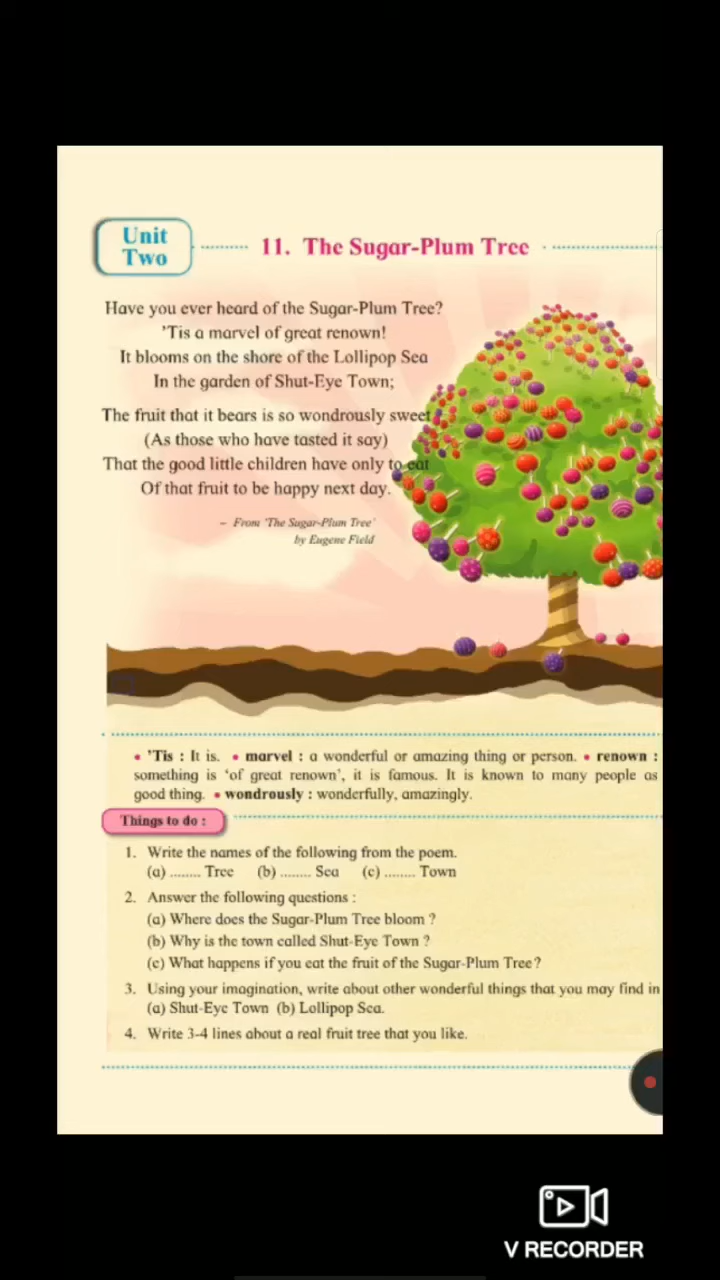 Unit
Two
11. The Sugar-Plum Tree
Have you ever heard of the Sugar-Plum Tree?
'Tis a marvel of great renown!
It blooms on the shore of the Lollipop Sea
In the garden of Shut-Eye Town;
The fruit that it bears is so wondrously sweet
(As those who have tasted it say)
That the good little children have only to eat
Of that fruit to be happy next day.
– From 'The Sugar-Plum Tree'
by Eugene Field
• 'Tis : It is. • marvel : a wonderful or amazing thing or person. • renown :
something is 'of great renown', it is famous. It is known to many people as
good thing. • wondrously : wonderfully, amazingly.
Things to do :
1. Write the names of the following from the poem.
(a) ........ Tree (b) ........ Sea (c) ........ Town
2. Answer the following questions :
(a) Where does the Sugar-Plum Tree bloom ?
(b) Why is the town called Shut-Eye Town ?
(c) What happens if you eat the fruit of the Sugar-Plum Tree ?
3. Using your imagination, write about other wonderful things that you may find in
(a) Shut-Eye Town (b) Lollipop Sea.
4. Write 3-4 lines about a real fruit tree that you like.
V RECORDER